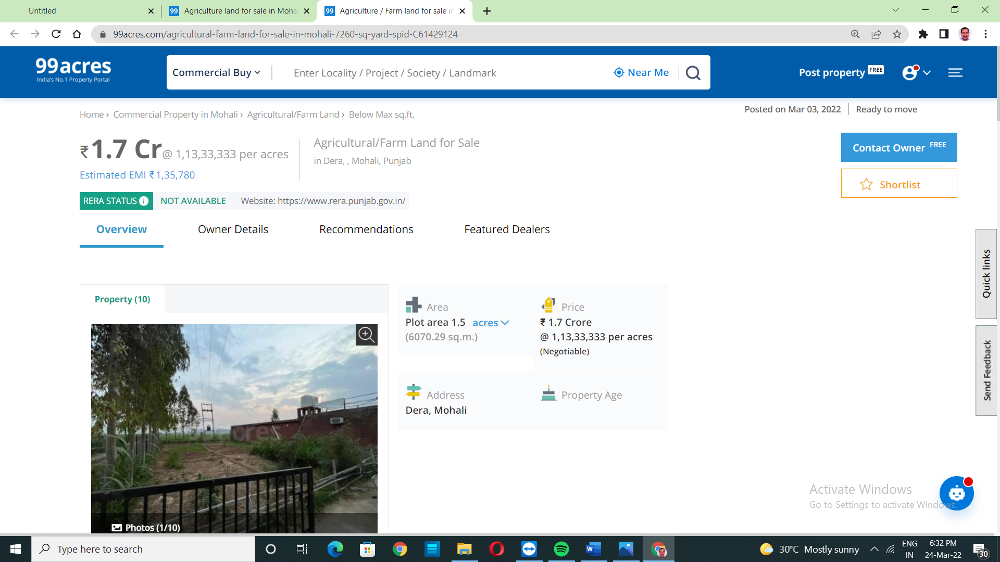 Untitled
99 Agriculture land for sale in Moha
99 Agriculture / Farm land for sale in
99acres.com/agricultural-farm-land-for-sale-in-mohali-7260-sq-yard-spid-C61429124
99acres
India's No.1 Property Portal
Commercial Buy
Enter Locality / Project / Society / Landmark
Near Me
Post property FREE
Home › Commercial Property in Mohali › Agricultural/Farm Land › Below Max sq.ft.
Posted on Mar 03, 2022 Ready to move
₹ 1.7 Cr @ 1,13,33,333 per acres
Estimated EMI ₹ 1,35,780
Agricultural/Farm Land for Sale
in Dera, , Mohali, Punjab
Contact Owner FREE
Shortlist
RERA STATUS i NOT AVAILABLE Website: https://www.rera.punjab.gov.in/
Overview Owner Details Recommendations Featured Dealers
Quick links
Send Feedback
Property (10)
Area
Plot area 1.5 acres
(6070.29 sq.m.)
Price
₹ 1.7 Crore
@ 1,13,33,333 per acres
(Negotiable)
Address
Dera, Mohali
Property Age
acres
Photos (1/10)
Activate Windows
Go to Settings to activate Windows.
Type here to search
30°C Mostly sunny
ENG
IN
6:32 PM
24-Mar-22
30